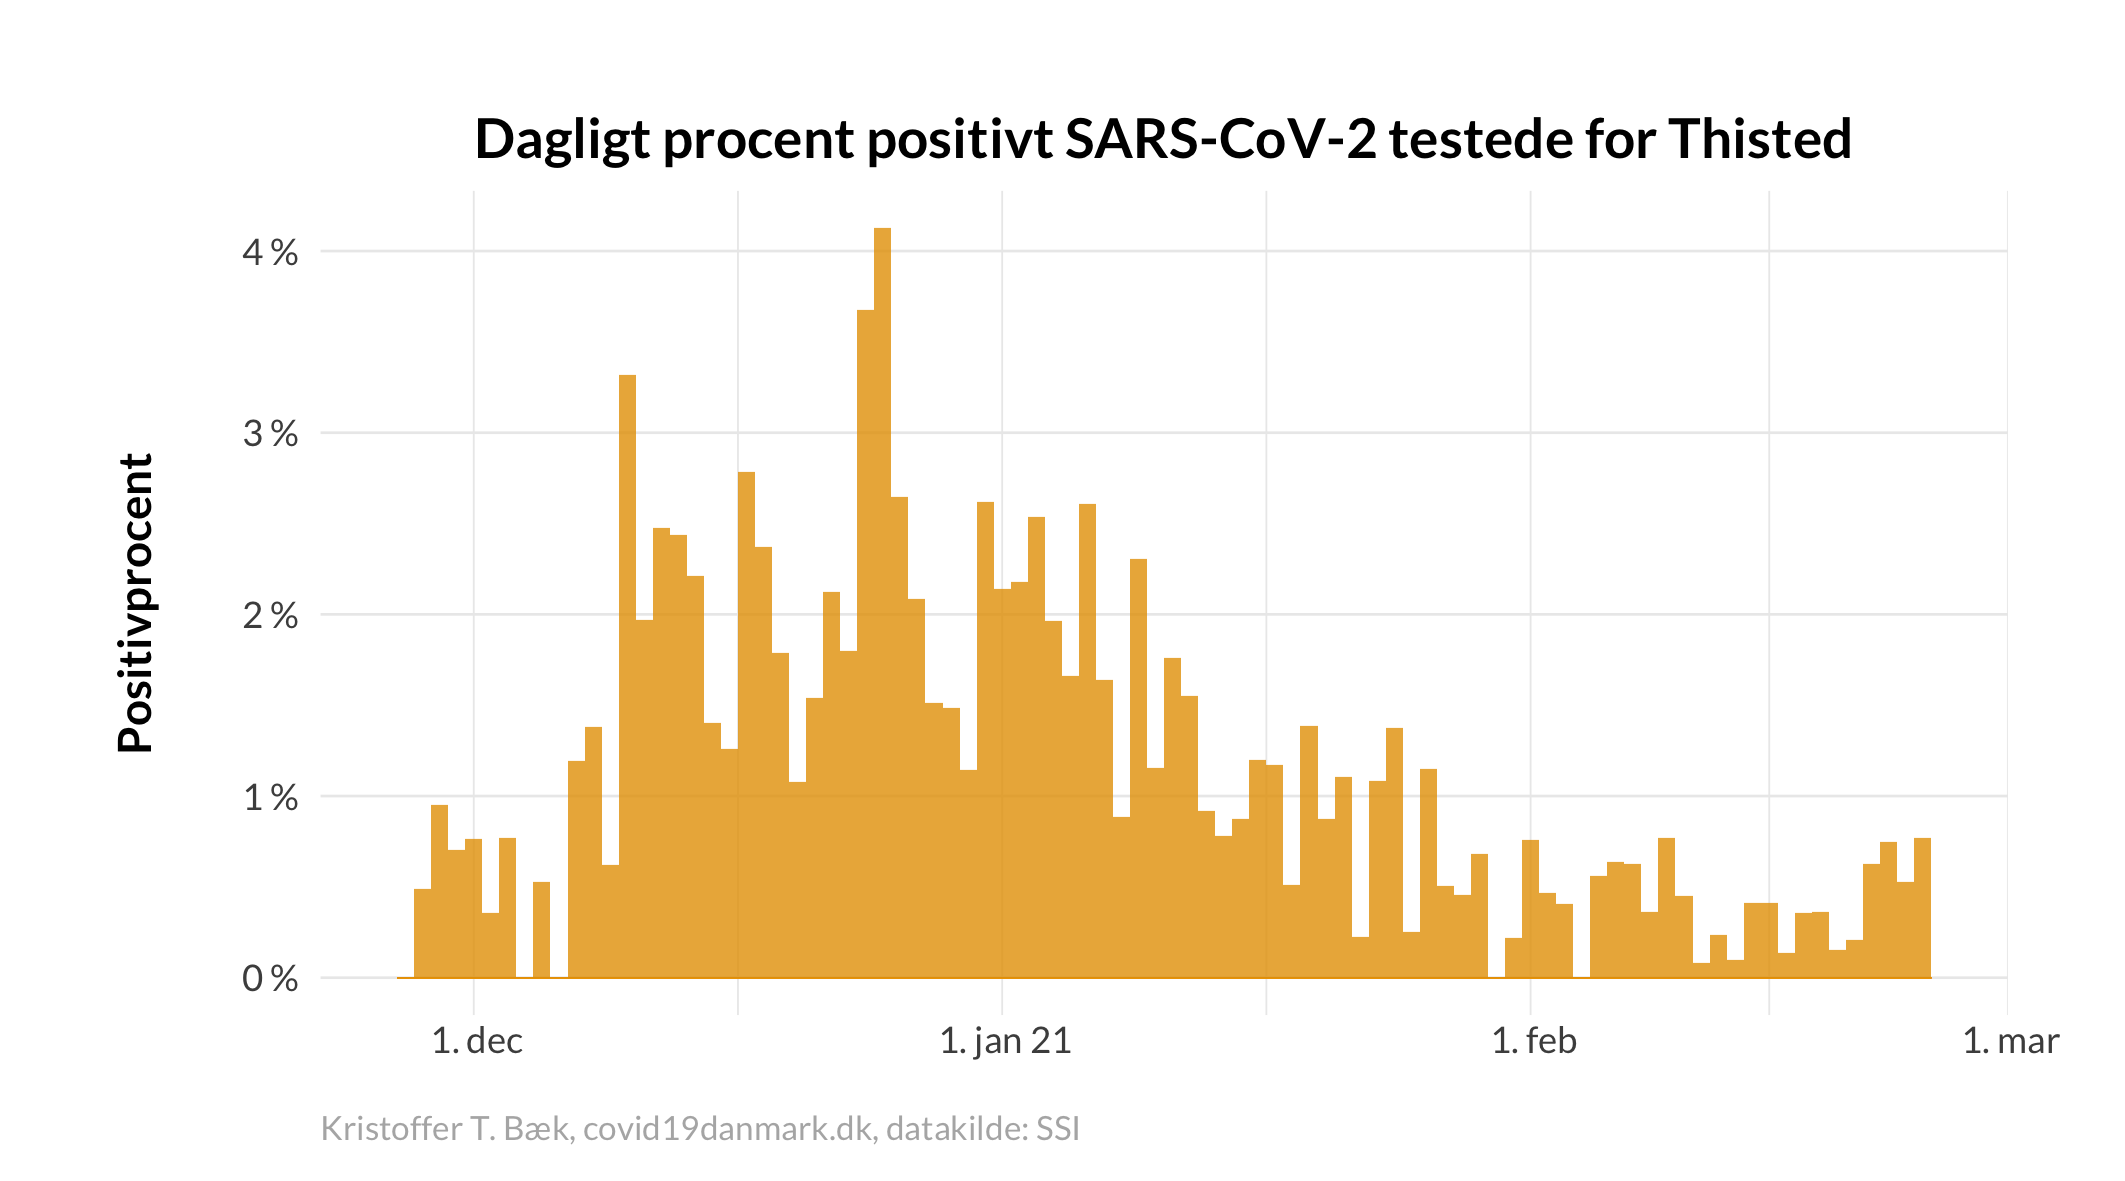 Dagligt procent positivt SARS-CoV-2 testede for Thisted
Positivprocent
4 %
3 %
2 %
1 %
0 %
1. dec
1. jan 21
1. feb
1. mar
Kristoffer T. Bæk, covid19danmark.dk, datakilde: SSI